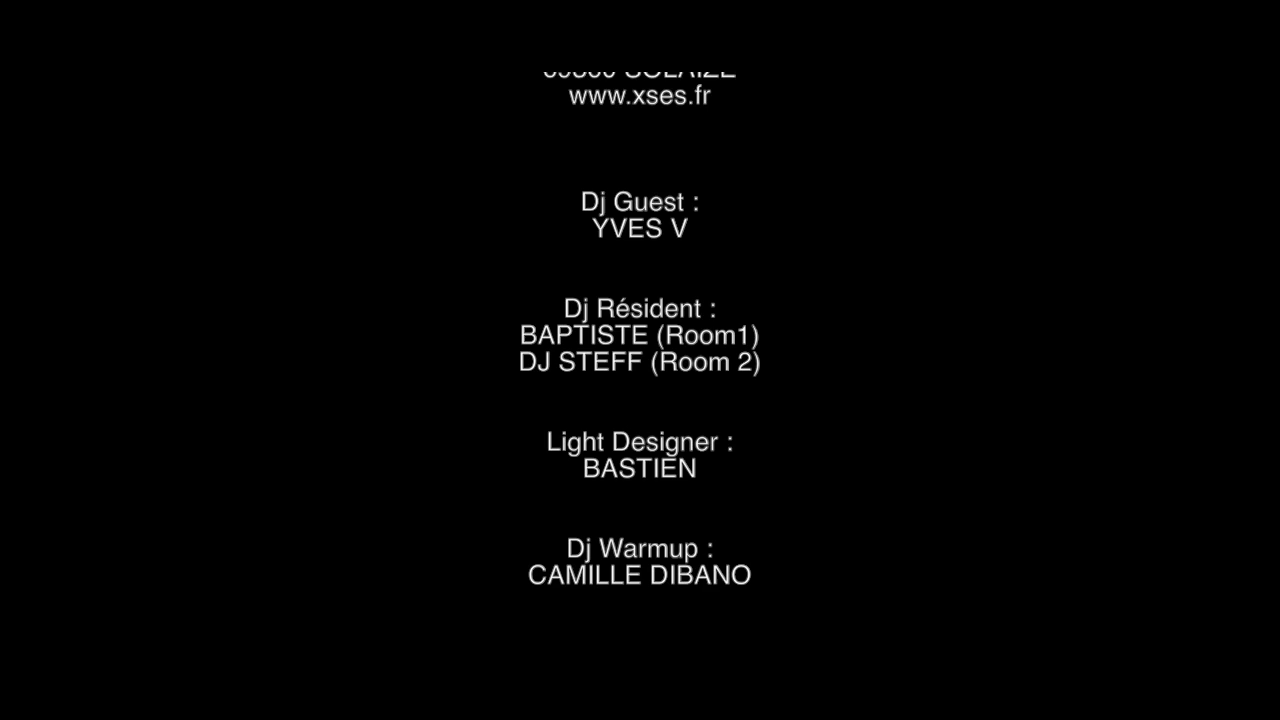 SOLAIZE
www.xses.fr
Dj Guest :
YVES V
Dj Résident :
BAPTISTE (Room1)
DJ STEFF (Room 2)
Light Designer :
BASTIEN
Dj Warmup :
CAMILLE DIBANO